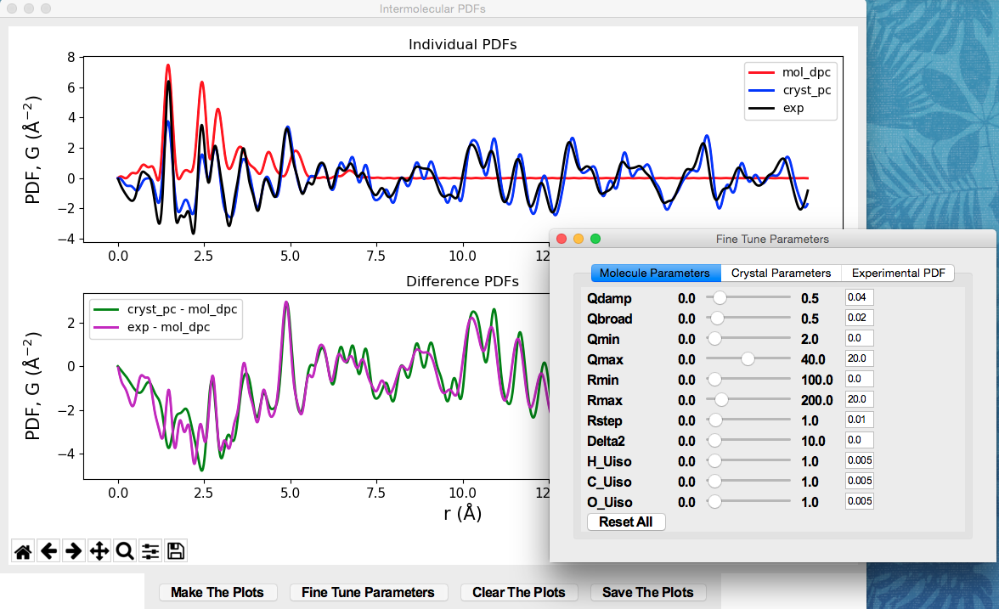 Intermolecular PDFs
Individual PDFs
PDF, G (Å⁻²)
8
6
4
2
0
−2
−4
mol_dpc
cryst_pc
exp
0.0 2.5 5.0 7.5 10.0 12
Difference PDFs
PDF, G (Å⁻²)
2
0
−2
−4
cryst_pc - mol_dpc
exp - mol_dpc
0.0 2.5 5.0 7.5 10.0 12
r (Å)
Fine Tune Parameters
Molecule Parameters Crystal Parameters Experimental PDF
Qdamp 0.0 0.5 0.04
Qbroad 0.0 0.5 0.02
Qmin 0.0 2.0 0.0
Qmax 0.0 40.0 20.0
Rmin 0.0 100.0 0.0
Rmax 0.0 200.0 20.0
Rstep 0.0 1.0 0.01
Delta2 0.0 10.0 0.0
H_Uiso 0.0 1.0 0.005
C_Uiso 0.0 1.0 0.005
O_Uiso 0.0 1.0 0.005
Reset All
Make The Plots Fine Tune Parameters Clear The Plots Save The Plots